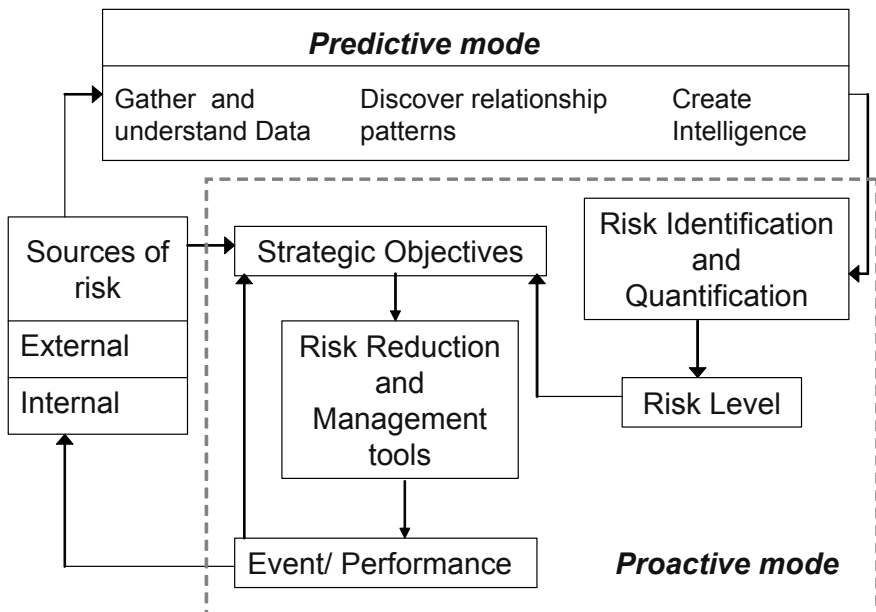 Predictive mode
Gather and
understand Data
Discover relationship
patterns
Create
Intelligence
Sources of
risk
External
Internal
Strategic Objectives
Risk Reduction
and
Management
tools
Event/ Performance
Risk Identification
and
Quantification
Risk Level
Proactive mode